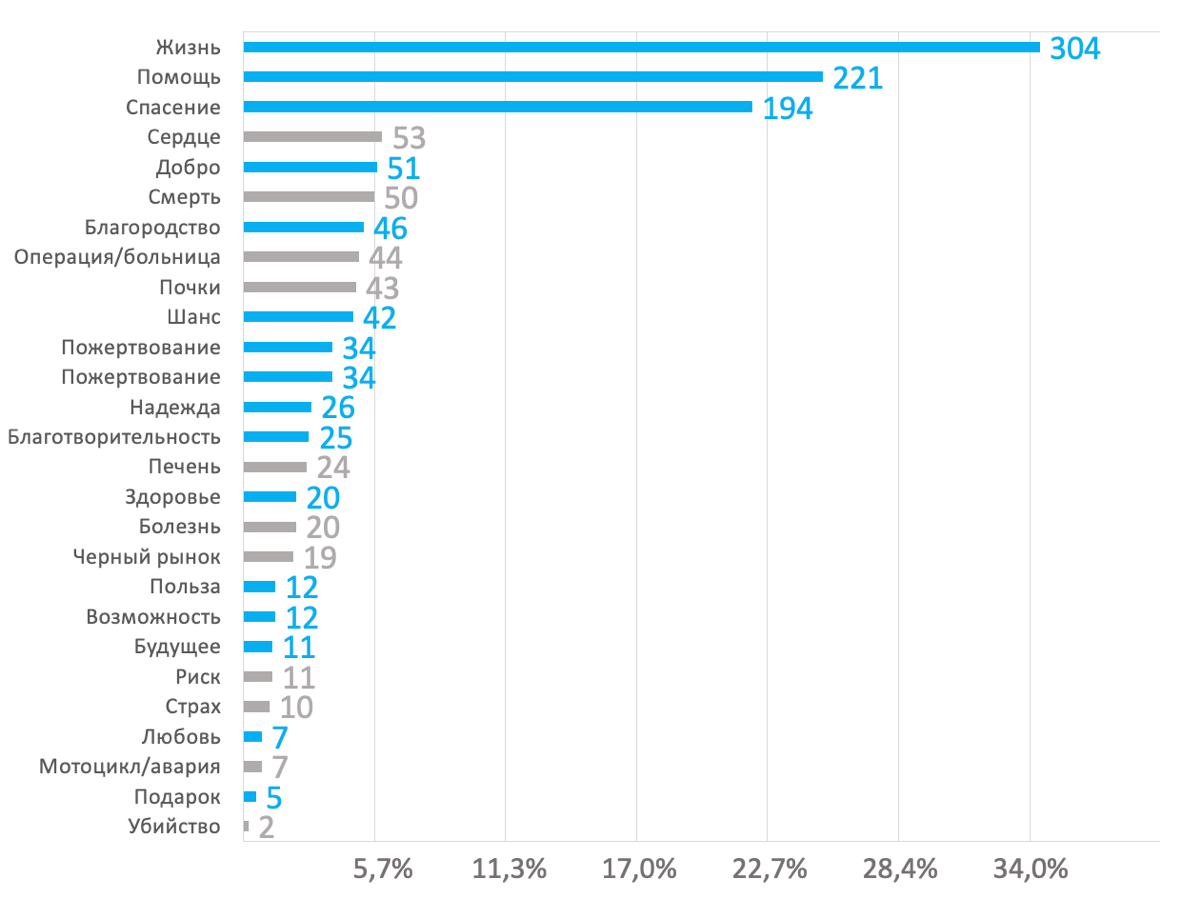 Жизнь 304
Помощь 221
Спасение 194
Сердце 53
Добро 51
Смерть 50
Благородство 46
Операция/больница 44
Почки 43
Шанс 42
Пожертвование 34
Пожертвование 34
Надежда 26
Благотворительность 25
Печень 24
Здоровье 20
Болезнь 20
Черный рынок 19
Польза 12
Возможность 12
Будущее 11
Риск 11
Страх 10
Любовь 7
Мотоцикл/авария 7
Подарок 5
Убийство 2
5,7% 11,3% 17,0% 22,7% 28,4% 34,0%